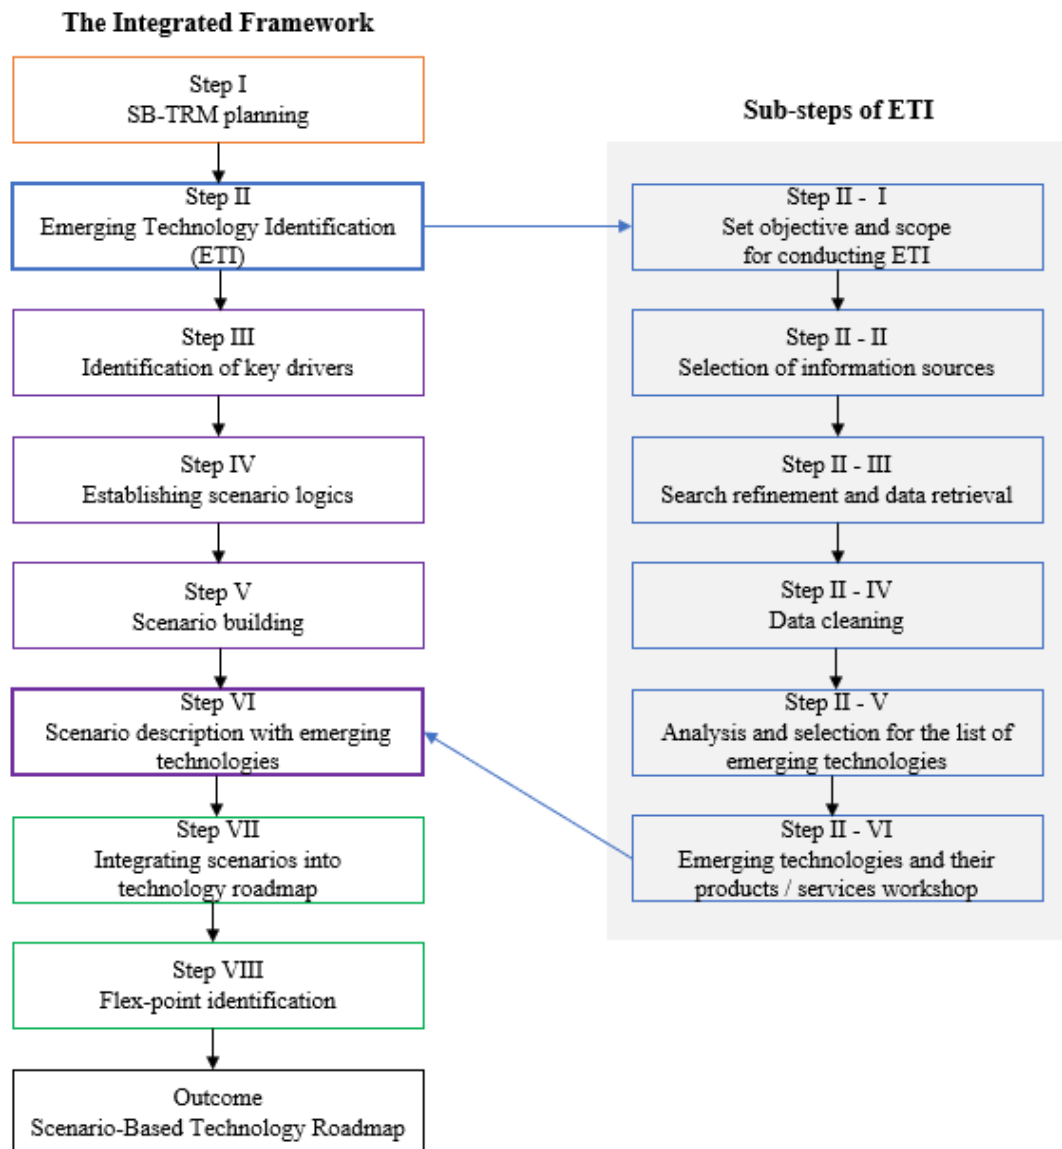 The Integrated Framework
Step I
SB-TRM planning
Step II
Emerging Technology Identification
(ETI)
Step III
Identification of key drivers
Step IV
Establishing scenario logics
Step V
Scenario building
Step VI
Scenario description with emerging
technologies
Step VII
Integrating scenarios into
technology roadmap
Step VIII
Flex-point identification
Outcome
Scenario-Based Technology Roadmap
Sub-steps of ETI
Step II - I
Set objective and scope
for conducting ETI
Step II - II
Selection of information sources
Step II - III
Search refinement and data retrieval
Step II - IV
Data cleaning
Step II - V
Analysis and selection for the list of
emerging technologies
Step II - VI
Emerging technologies and their
products / services workshop